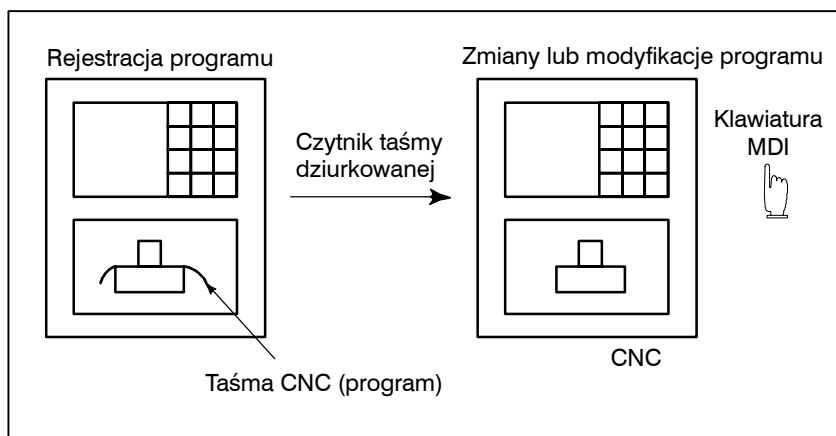 Rejestracja programu
Zmiany lub modyfikacje programu
Czytnik taśmy
dziurkowanej
Klawiatura
MDI
CNC
Taśma CNC (program)